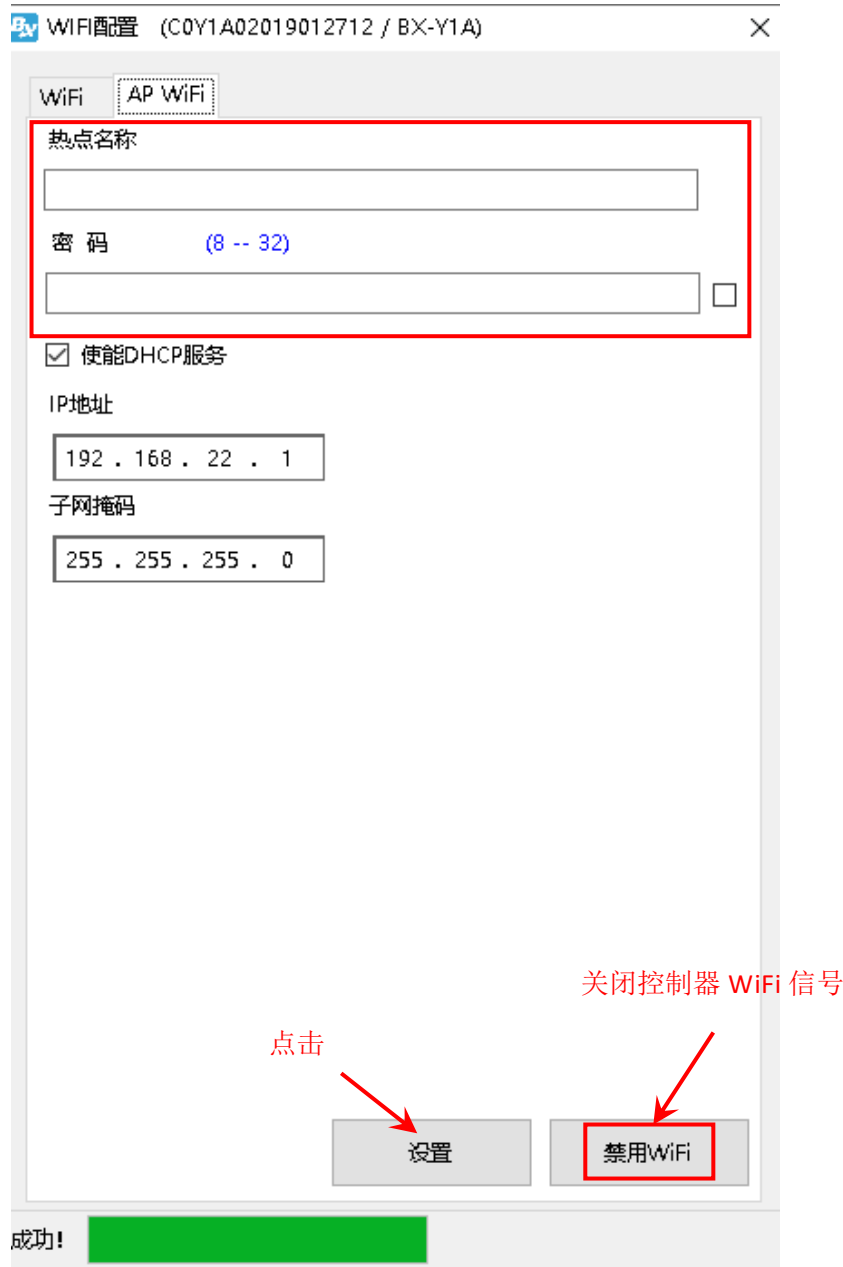 WIFI配置 (C0Y1A02019012712 / BX-Y1A)
WiFi AP WiFi
热点名称
密 码 (8 -- 32)
使能DHCP服务
IP地址
192 . 168 . 22 . 1
子网掩码
255 . 255 . 255 . 0
关闭控制器 WiFi 信号
点击
设置 禁用WiFi
成功!